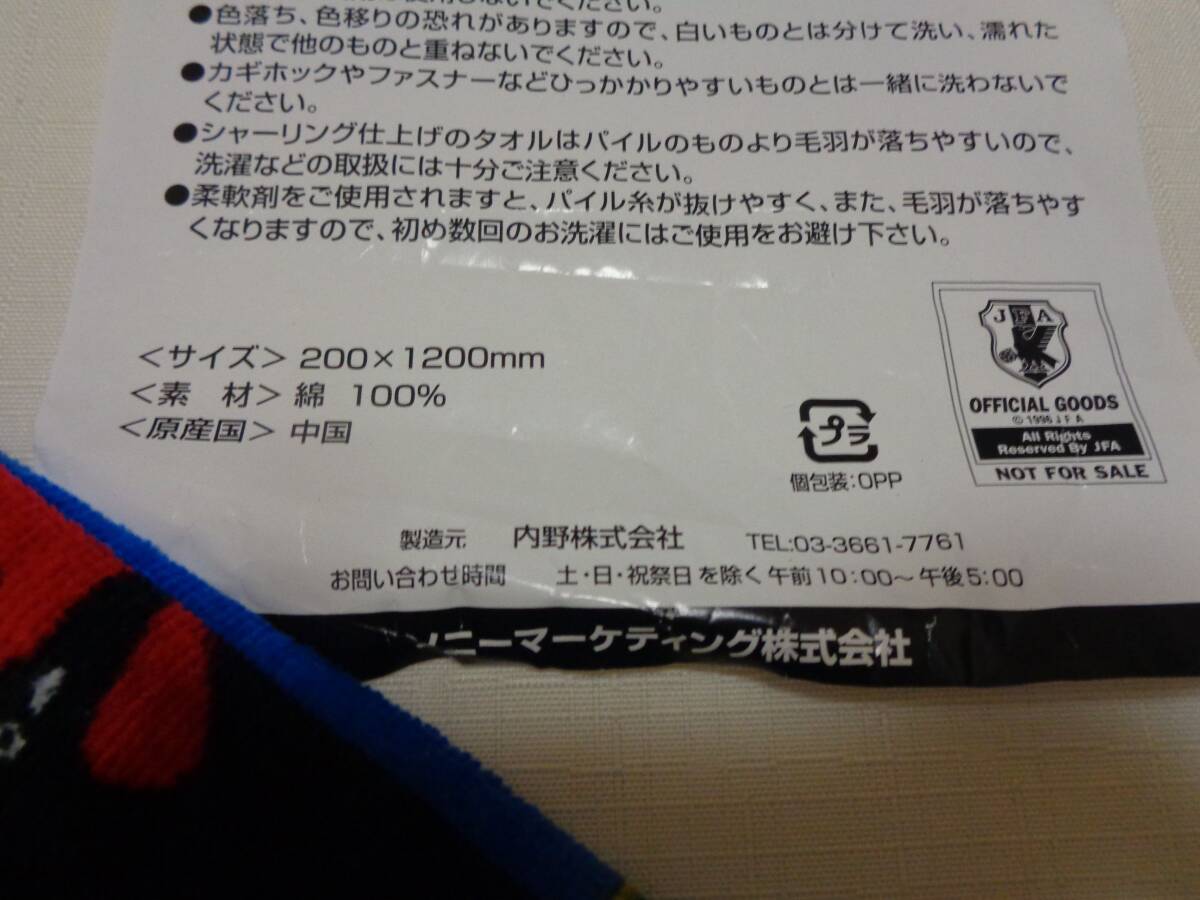 使用しないでください。
●色落ち、色移りの恐れがありますので、白いものとは分けて洗い、濡れた
状態で他のものと重ねないでください。
●カギホックやファスナーなどひっかかりやすいものとは一緒に洗わないで
ください。
●シャーリング仕上げのタオルはパイルのものより毛羽が落ちやすいので、
洗濯などの取扱には十分ご注意ください。
●柔軟剤をご使用されますと、パイル糸が抜けやすく、また、毛羽が落ちやす
くなりますので、初め数回のお洗濯にはご使用をお避け下さい。
JFA
OFFICIAL GOODS
©1996 JFA
All Rights
Reserved By JFA
NOT FOR SALE
<サイズ> 200×1200mm
<素 材> 綿 100%
<原産国> 中国
プラ
個包装:OPP
製造元 内野株式会社 TEL:03-3661-7761
お問い合わせ時間 土・日・祝祭日を除く午前10:00〜午後5:00
ニーマーケティング株式会社